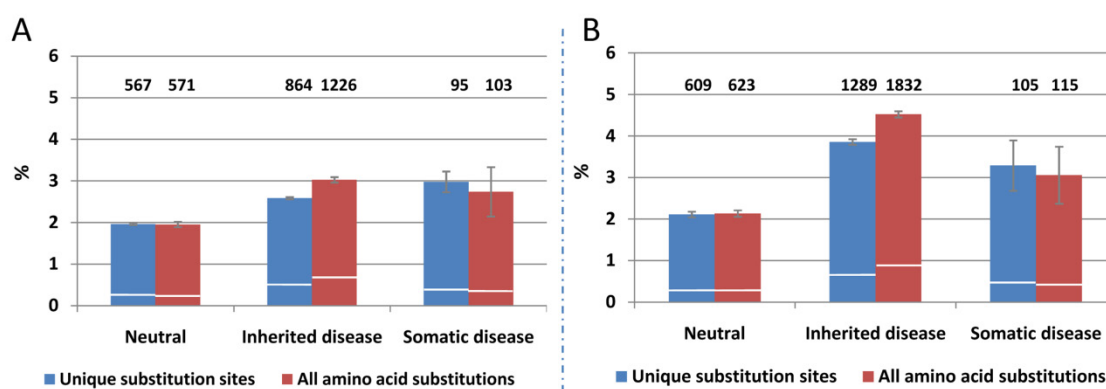 A
6
5
4
3
2
1
0
%
567 571 864 1226 95 103
Neutral Inherited disease Somatic disease
Unique substitution sites All amino acid substitutions
B
6
5
4
3
2
1
0
%
609 623 1289 1832 105 115
Neutral Inherited disease Somatic disease
Unique substitution sites All amino acid substitutions